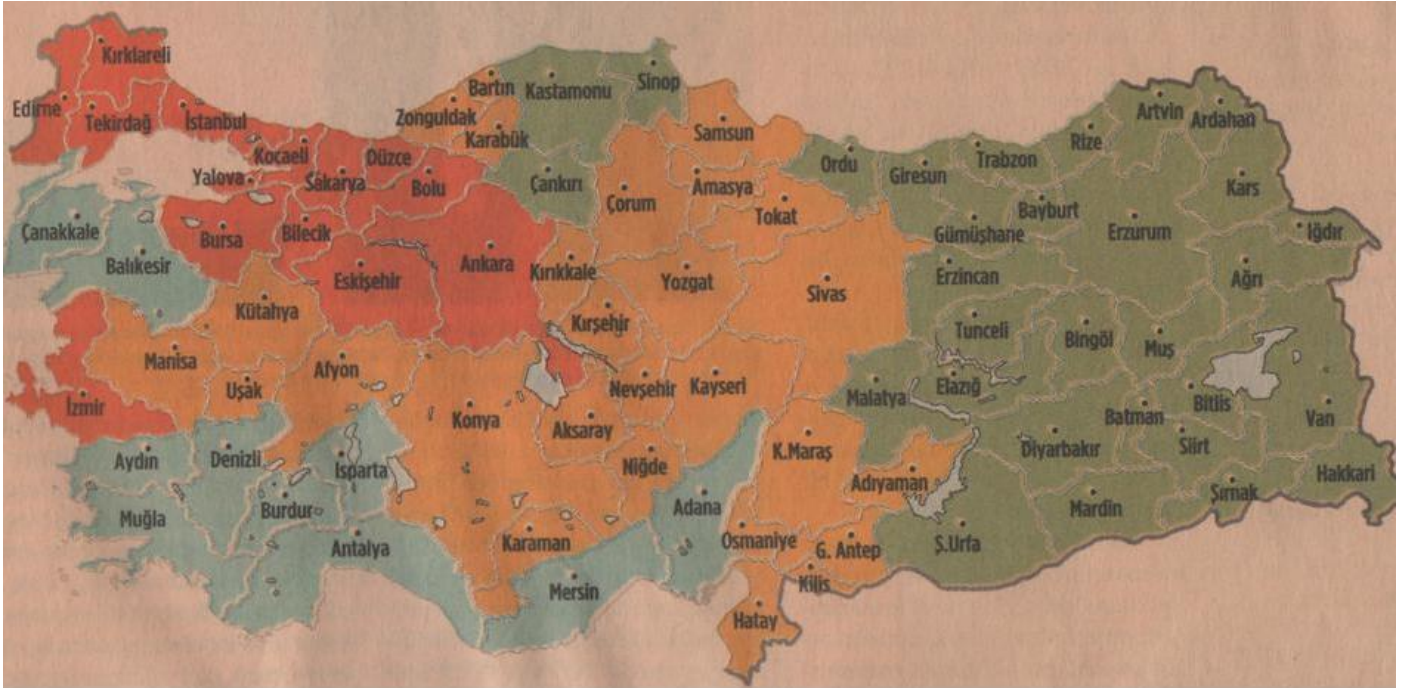 Kırklareli
Edirne
Tekirdağ
İstanbul
Kocaeli
Yalova
Sakarya
Düzce
Bolu
Zonguldak
Bartın
Karabük
Kastamonu
Sinop
Çankırı
Samsun
Amasya
Çorum
Tokat
Ordu
Giresun
Trabzon
Rize
Artvin
Ardahan
Kars
Iğdır
Bayburt
Gümüşhane
Erzurum
Erzincan
Ağrı
Çanakkale
Balıkesir
Bursa
Bilecik
Eskişehir
Ankara
Kırıkkale
Yozgat
Sivas
Kırşehir
Kütahya
Manisa
Uşak
Afyon
İzmir
Konya
Aksaray
Nevşehir
Kayseri
Niğde
Malatya
Elazığ
Tunceli
Bingöl
Muş
Bitlis
Van
Batman
Siirt
Diyarbakır
Hakkari
Şırnak
Mardin
Ş.Urfa
Adıyaman
K.Maraş
G. Antep
Kilis
Osmaniye
Hatay
Adana
Mersin
Karaman
Antalya
Isparta
Burdur
Denizli
Aydın
Muğla